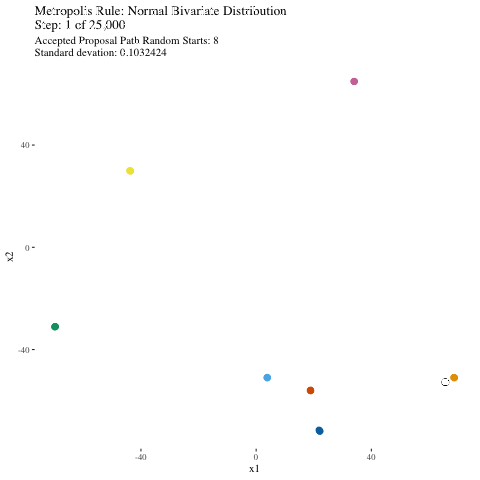 Metropolis Rule: Normal Bivariate Distribution
Step: 1 of 25,000
Accepted Proposal Path Random Starts: 8
Standard devation: 0.1032424
40
0
-40
x2
-40
0
40
x1